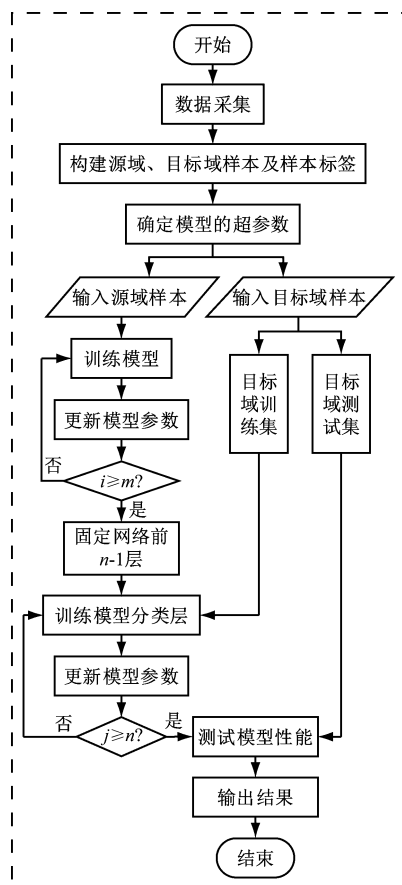 开始
数据采集
构建源域、目标域样本及样本标签
确定模型的超参数
输入源域样本
输入目标域样本
训练模型
更新模型参数
否
i≥m?
是
固定网络前
n-1层
目标
域训
练集
目标
域测
试集
训练模型分类层
更新模型参数
否
j≥n?
是
测试模型性能
输出结果
结束